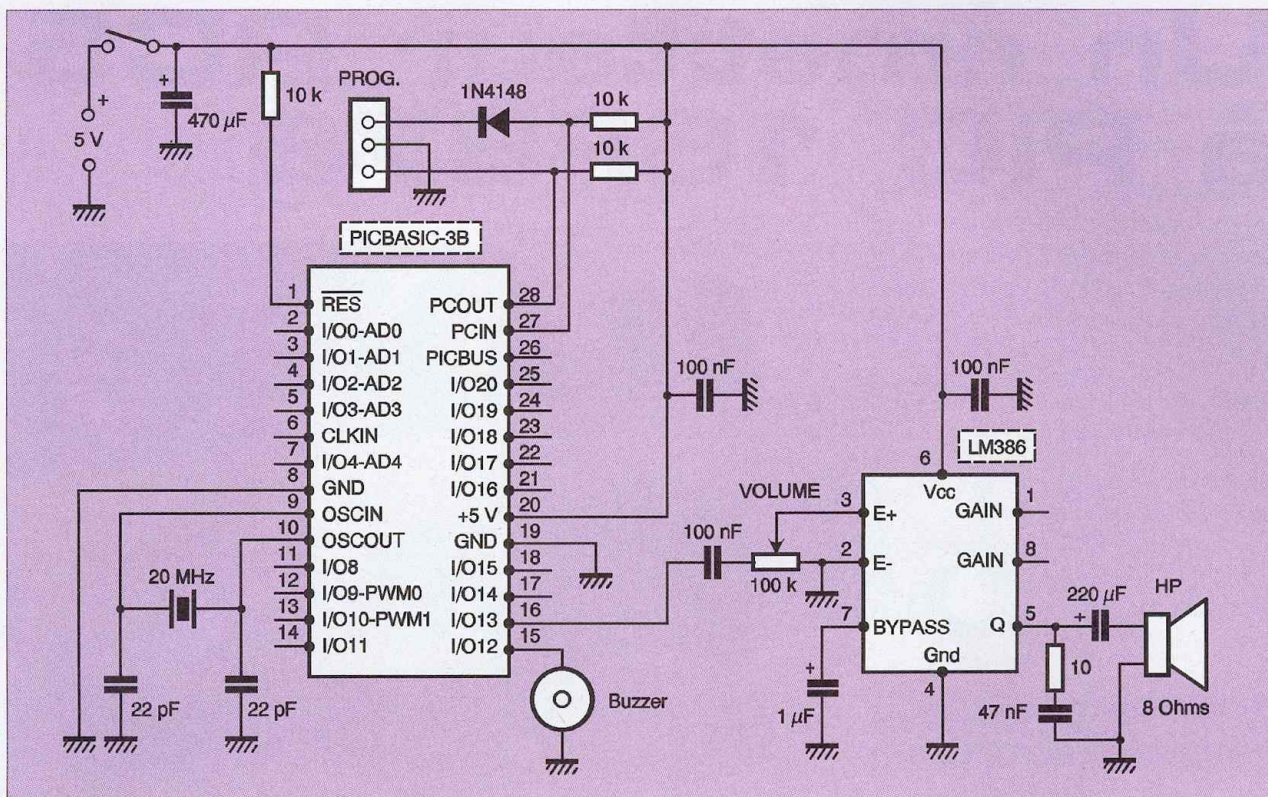 +
5 V
+
470 µF
10 k
PROG.
1N4148
10 k
10 k
PICBASIC-3B
1 RES PCOUT 28
2 I/O0-AD0 PCIN 27
3 I/O1-AD1 PICBUS 26
4 I/O2-AD2 I/O20 25
5 I/O3-AD3 I/O19 24
6 CLKIN I/O18 23
7 I/O4-AD4 I/O17 22
8 GND I/O16 21
9 OSCIN +5 V 20
10 OSCOUT GND 19
11 I/O8 I/O15 18
12 I/O9-PWM0 I/O14 17
13 I/O10-PWM1 I/O13 16
14 I/O11 I/O12 15
20 MHz
22 pF
22 pF
Buzzer
100 nF
100 nF
LM386
VOLUME
100 nF
100 k
6
Vcc
3 E+ GAIN 1
2 E- GAIN 8
7 BYPASS Q 5
Gnd
4
+
1 µF
220 µF
+
HP
10
47 nF
8 Ohms